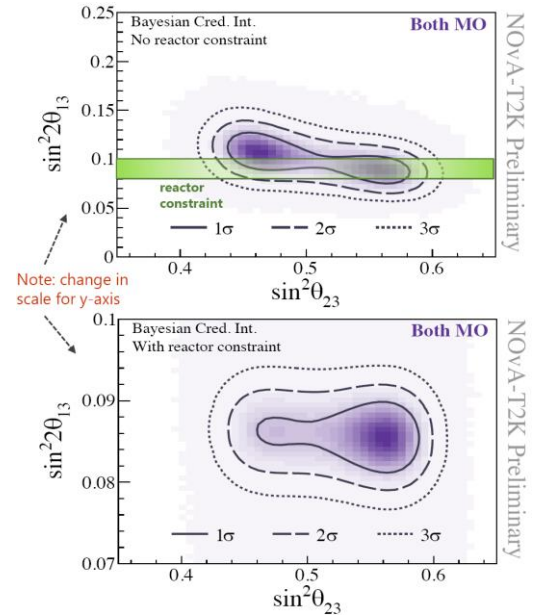 Bayesian Cred. Int.
No reactor constraint
Both MO
NOvA-T2K Preliminary
sin²2θ₁₃
0.25
0.2
0.15
0.1
0.05
0
reactor
constraint
1σ
2σ
3σ
0.4
0.5
0.6
sin²θ₂₃
Note: change in
scale for y-axis
Bayesian Cred. Int.
With reactor constraint
Both MO
NOvA-T2K Preliminary
sin²2θ₁₃
0.1
0.09
0.08
0.07
1σ
2σ
3σ
0.4
0.5
0.6
sin²θ₂₃